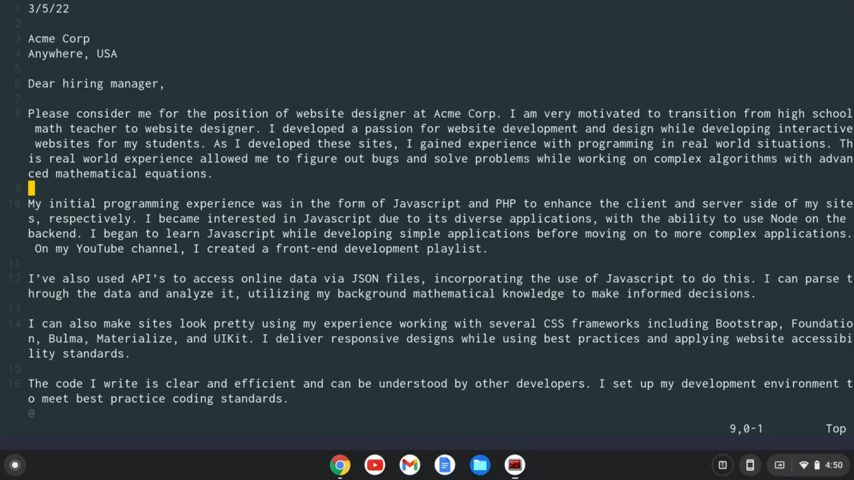 1 3/5/22
2
3 Acme Corp
4 Anywhere, USA
5
6 Dear hiring manager,
7
8 Please consider me for the position of website designer at Acme Corp. I am very motivated to transition from high school
math teacher to website designer. I developed a passion for website development and design while developing interactive
websites for my students. As I developed these sites, I gained experience with programming in real world situations. Th
is real world experience allowed me to figure out bugs and solve problems while working on complex algorithms with advan
ced mathematical equations.
9
10 My initial programming experience was in the form of Javascript and PHP to enhance the client and server side of my site
s, respectively. I became interested in Javascript due to its diverse applications, with the ability to use Node on the
backend. I began to learn Javascript while developing simple applications before moving on to more complex applications.
On my YouTube channel, I created a front-end development playlist.
11
12 I've also used API's to access online data via JSON files, incorporating the use of Javascript to do this. I can parse t
hrough the data and analyze it, utilizing my background mathematical knowledge to make informed decisions.
13
14 I can also make sites look pretty using my experience working with several CSS frameworks including Bootstrap, Foundatio
n, Bulma, Materialize, and UIKit. I deliver responsive designs while using best practices and applying website accessibi
lity standards.
15
16 The code I write is clear and efficient and can be understood by other developers. I set up my development environment t
o meet best practice coding standards.
@
9,0-1 Top
4:50